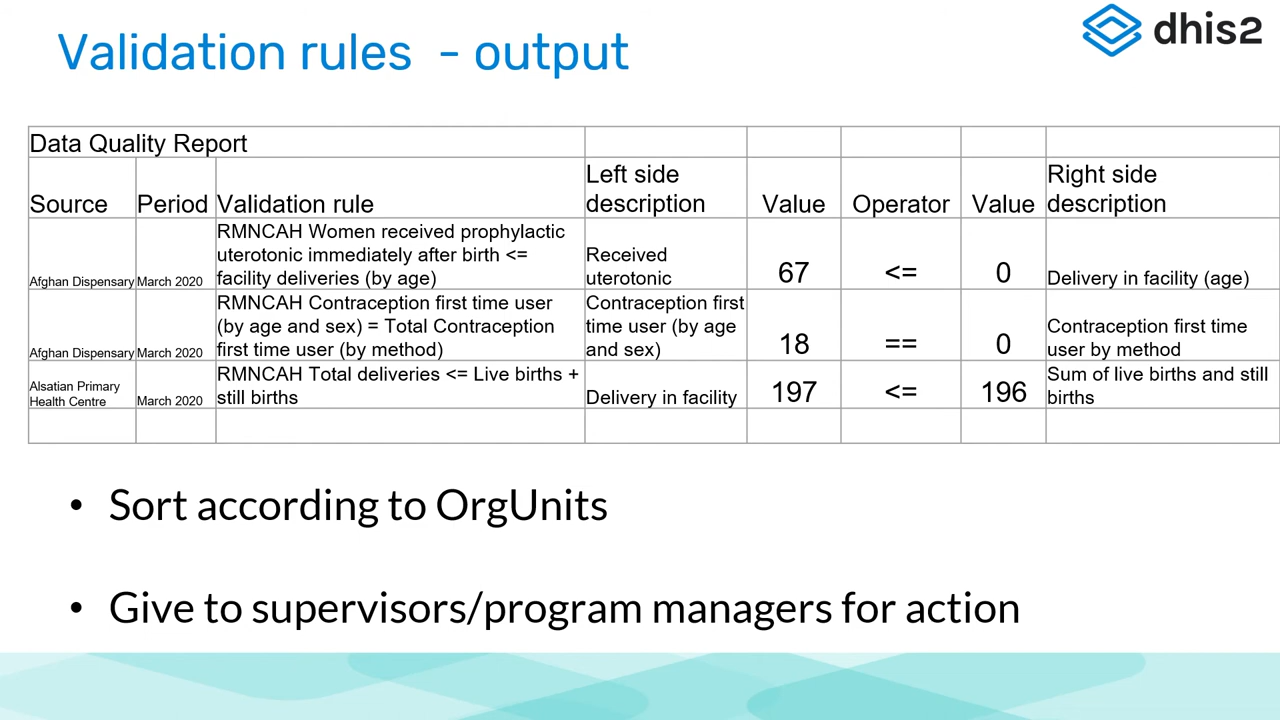 Validation rules - output
dhis2
Data Quality Report
Source Period Validation rule Left side description Value Operator Value Right side description
Afghan Dispensary March 2020 RMNCAH Women received prophylactic uterotonic immediately after birth <= facility deliveries (by age) Received uterotonic 67 <= 0 Delivery in facility (age)
Afghan Dispensary March 2020 RMNCAH Contraception first time user (by age and sex) = Total Contraception first time user (by method) Contraception first time user (by age and sex) 18 == 0 Contraception first time user by method
Alsatian Primary Health Centre March 2020 RMNCAH Total deliveries <= Live births + still births Delivery in facility 197 <= 196 Sum of live births and still births
• Sort according to OrgUnits
• Give to supervisors/program managers for action